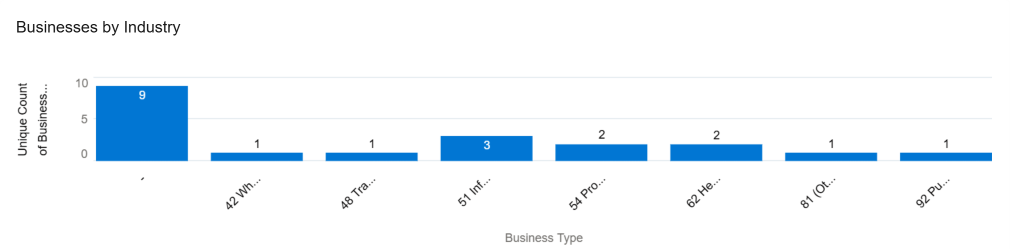 Businesses by Industry
Unique Count
of Business...
10
5
0
9
1
1
3
2
2
1
1
-
42 Wh...
48 Tra...
51 Inf...
54 Pro...
62 He...
81 (Ot...
92 Pu...
Business Type